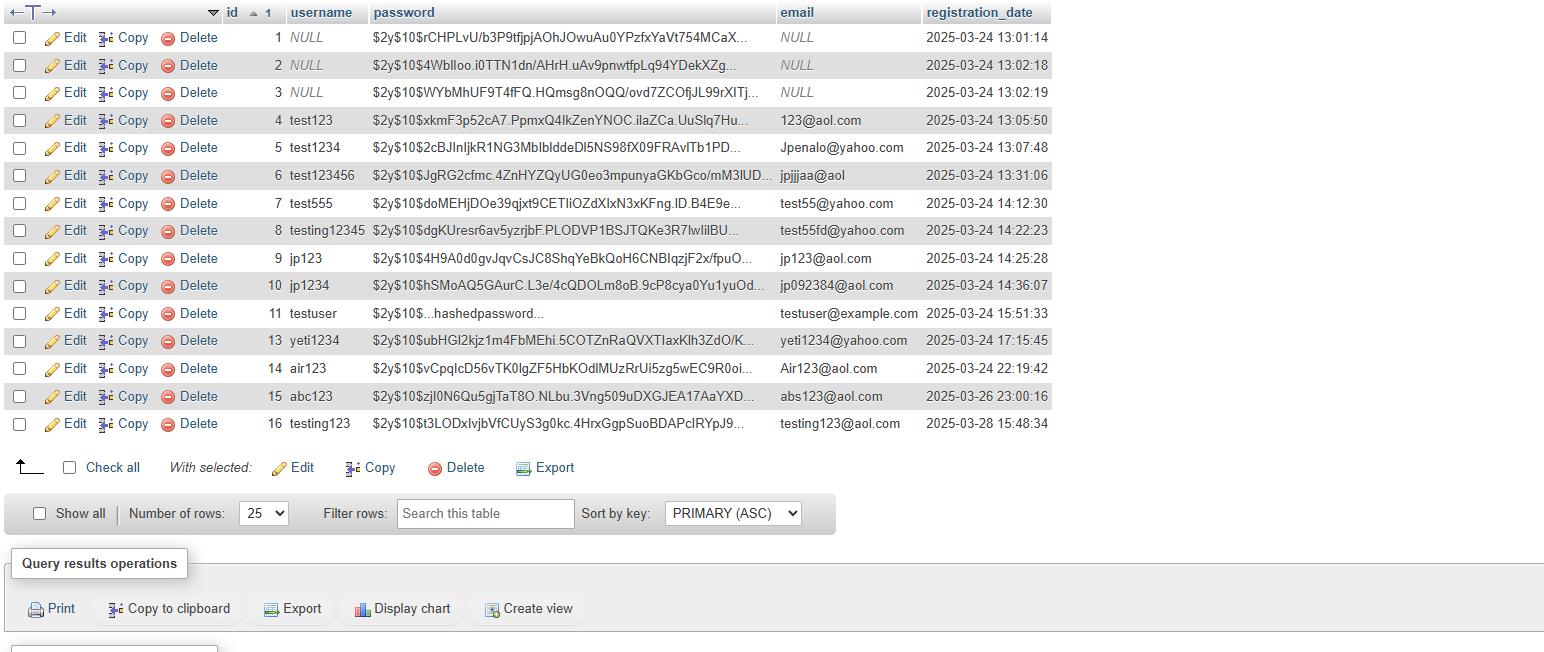 id 1 username password email registration_date
Edit Copy Delete 1 NULL $2y$10$rCHPLvU/b3P9tfjpjAOhJOwuAu0YPzfxYaVt754MCaX... NULL 2025-03-24 13:01:14
Edit Copy Delete 2 NULL $2y$10$4WbIloo.i0TTN1dn/AHrH.uAv9pnwtfpLq94YDekXZg... NULL 2025-03-24 13:02:18
Edit Copy Delete 3 NULL $2y$10$WYbMhUF9T4fFQ.HQmsg8nOQQ/ovd7ZCOfjJL99rXITj... NULL 2025-03-24 13:02:19
Edit Copy Delete 4 test123 $2y$10$xkmF3p52cA7.PpmxQ4IkZenYNOC.ilaZCa.UuSlq7Hu... 123@aol.com 2025-03-24 13:05:50
Edit Copy Delete 5 test1234 $2y$10$2cBJInIjkR1NG3MbIblddeDl5NS98fX09FRAvlTb1PD... Jpenalo@yahoo.com 2025-03-24 13:07:48
Edit Copy Delete 6 test123456 $2y$10$JgRG2cfmc.4ZnHYZQyUG0eo3mpunyaGKbGco/mM3lUD... jpjjjaa@aol 2025-03-24 13:31:06
Edit Copy Delete 7 test555 $2y$10$doMEHjDOe39qjxt9CETIiOZdXIxN3xKFng.ID.B4E9e... test55@yahoo.com 2025-03-24 14:12:30
Edit Copy Delete 8 testing12345 $2y$10$dgKUresr6av5yzrjbF.PLODVP1BSJTQKe3R7lwIilBU... test55fd@yahoo.com 2025-03-24 14:22:23
Edit Copy Delete 9 jp123 $2y$10$4H9A0d0gvJqvCsJC8ShqYeBkQoH6CNBIqzjF2x/fpuO... jp123@aol.com 2025-03-24 14:25:28
Edit Copy Delete 10 jp1234 $2y$10$hSMoAQ5GAurC.L3e/4cQDOLm8oB.9cP8cya0Yu1yuOd... jp092384@aol.com 2025-03-24 14:36:07
Edit Copy Delete 11 testuser $2y$10$...hashedpassword... testuser@example.com 2025-03-24 15:51:33
Edit Copy Delete 13 yeti1234 $2y$10$ubHGI2kjz1m4FbMEhi.5COTZnRaQVXTIaxKlh3ZdO/K... yeti1234@yahoo.com 2025-03-24 17:15:45
Edit Copy Delete 14 air123 $2y$10$vCpqIcD56vTK0IgZF5HbKOdlMUzRrUi5zg5wEC9R0oi... Air123@aol.com 2025-03-24 22:19:42
Edit Copy Delete 15 abc123 $2y$10$zjI0N6Qu5gjTaT8O.NLbu.3Vng509uDXGJEA17AaYXD... abs123@aol.com 2025-03-26 23:00:16
Edit Copy Delete 16 testing123 $2y$10$t3LODxIvjbVfCUyS3g0kc.4HrxGgpSuoBDAPclRYpJ9... testing123@aol.com 2025-03-28 15:48:34
Check all With selected: Edit Copy Delete Export
Show all Number of rows: 25 Filter rows: Search this table Sort by key: PRIMARY (ASC)
Query results operations
Print Copy to clipboard Export Display chart Create view